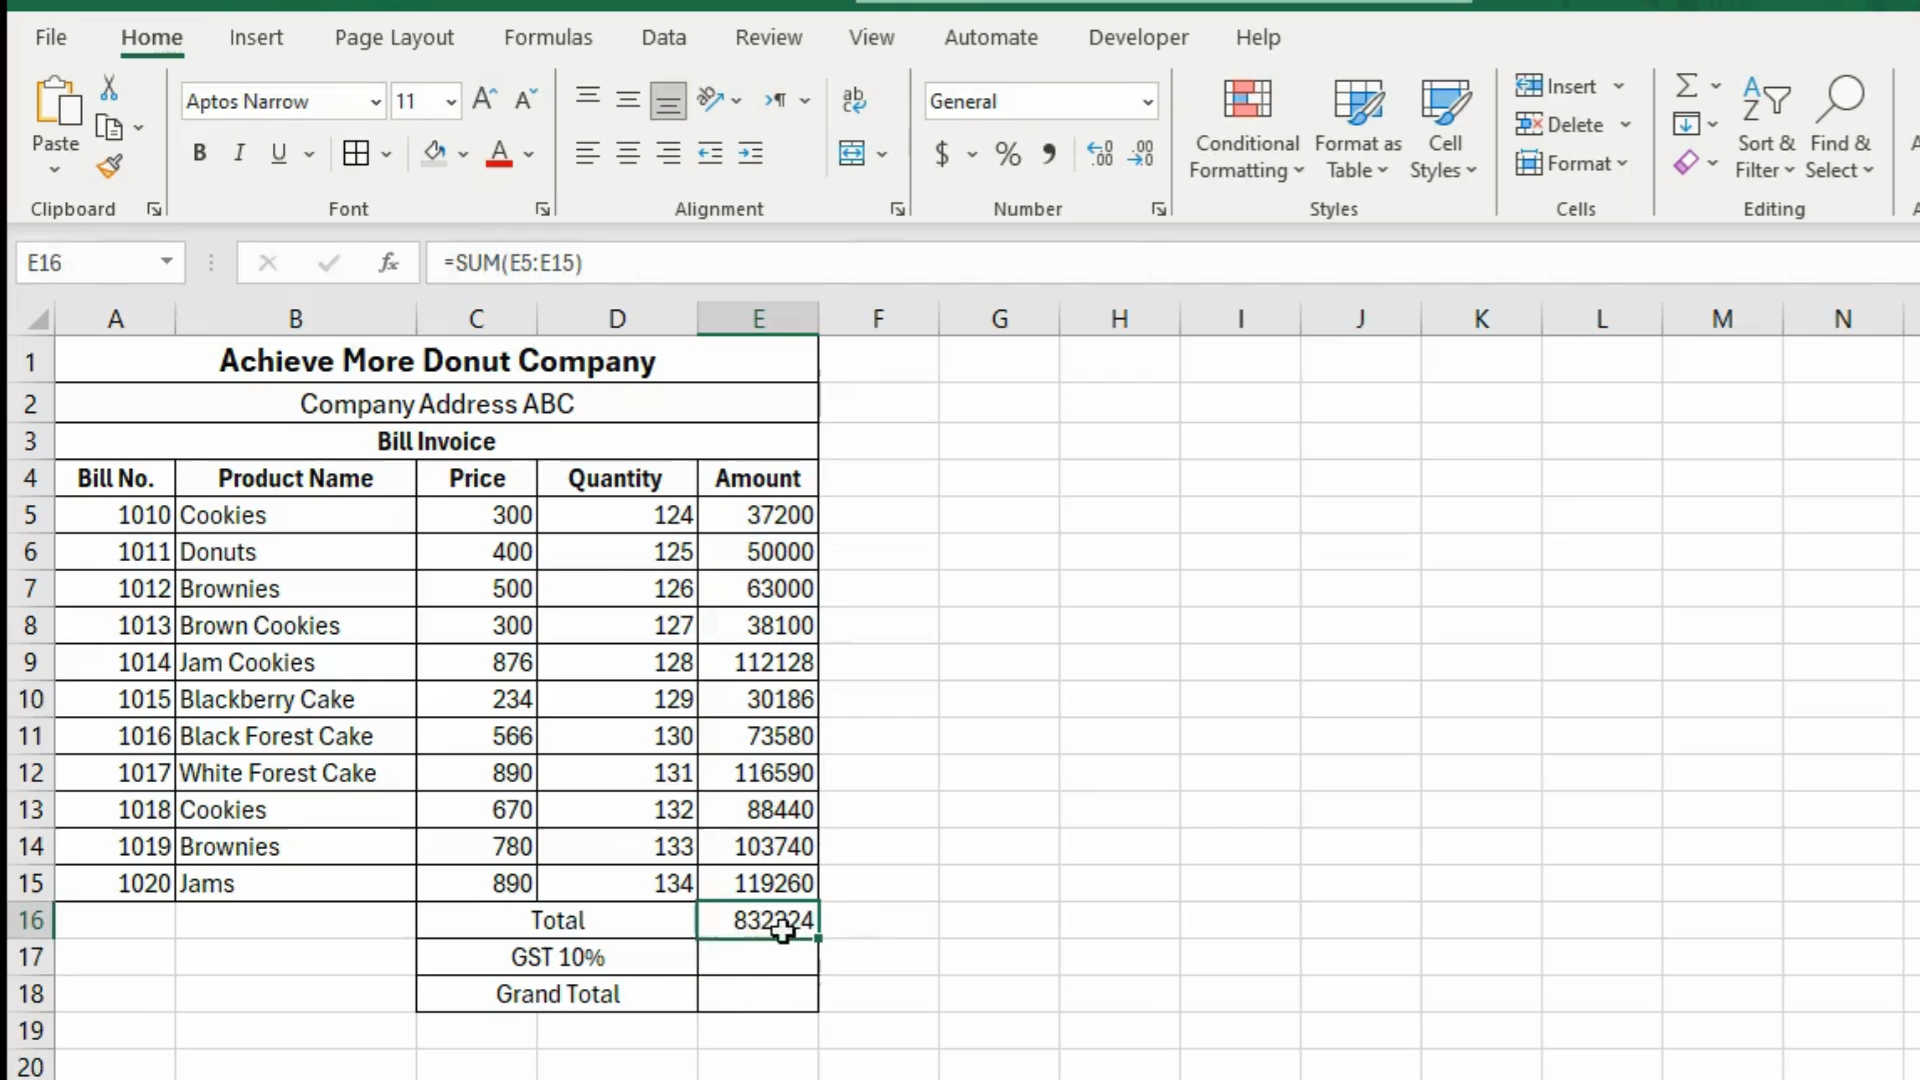 File Home Insert Page Layout Formulas Data Review View Automate Developer Help
Paste
Clipboard
Aptos Narrow 11
B I U
Font
ab
Alignment
General
$ %
Number
Conditional Formatting
Format as Table
Cell Styles
Styles
Insert
Delete
Format
Cells
Sort & Filter
Find & Select
Editing
E16 fx =SUM(E5:E15)
A B C D E F G H I J K L M N
1 Achieve More Donut Company
2 Company Address ABC
3 Bill Invoice
4 Bill No. Product Name Price Quantity Amount
5 1010 Cookies 300 124 37200
6 1011 Donuts 400 125 50000
7 1012 Brownies 500 126 63000
8 1013 Brown Cookies 300 127 38100
9 1014 Jam Cookies 876 128 112128
10 1015 Blackberry Cake 234 129 30186
11 1016 Black Forest Cake 566 130 73580
12 1017 White Forest Cake 890 131 116590
13 1018 Cookies 670 132 88440
14 1019 Brownies 780 133 103740
15 1020 Jams 890 134 119260
16 Total 832224
17 GST 10%
18 Grand Total
19
20